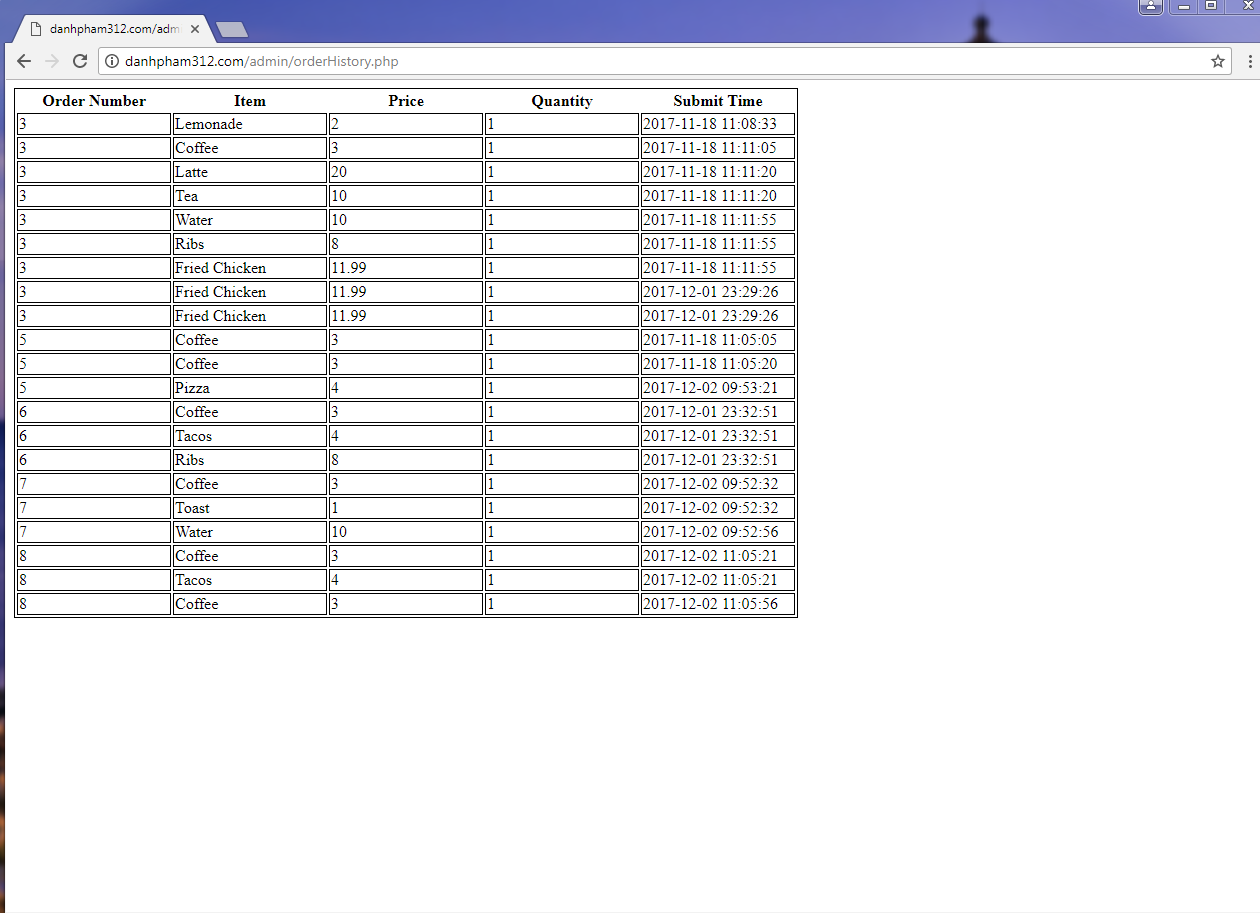 danhpham312.com/adm
danhpham312.com/admin/orderHistory.php
Order Number Item Price Quantity Submit Time
3 Lemonade 2 1 2017-11-18 11:08:33
3 Coffee 3 1 2017-11-18 11:11:05
3 Latte 20 1 2017-11-18 11:11:20
3 Tea 10 1 2017-11-18 11:11:20
3 Water 10 1 2017-11-18 11:11:55
3 Ribs 8 1 2017-11-18 11:11:55
3 Fried Chicken 11.99 1 2017-11-18 11:11:55
3 Fried Chicken 11.99 1 2017-12-01 23:29:26
3 Fried Chicken 11.99 1 2017-12-01 23:29:26
5 Coffee 3 1 2017-11-18 11:05:05
5 Coffee 3 1 2017-11-18 11:05:20
5 Pizza 4 1 2017-12-02 09:53:21
6 Coffee 3 1 2017-12-01 23:32:51
6 Tacos 4 1 2017-12-01 23:32:51
6 Ribs 8 1 2017-12-01 23:32:51
7 Coffee 3 1 2017-12-02 09:52:32
7 Toast 1 1 2017-12-02 09:52:32
7 Water 10 1 2017-12-02 09:52:56
8 Coffee 3 1 2017-12-02 11:05:21
8 Tacos 4 1 2017-12-02 11:05:21
8 Coffee 3 1 2017-12-02 11:05:56